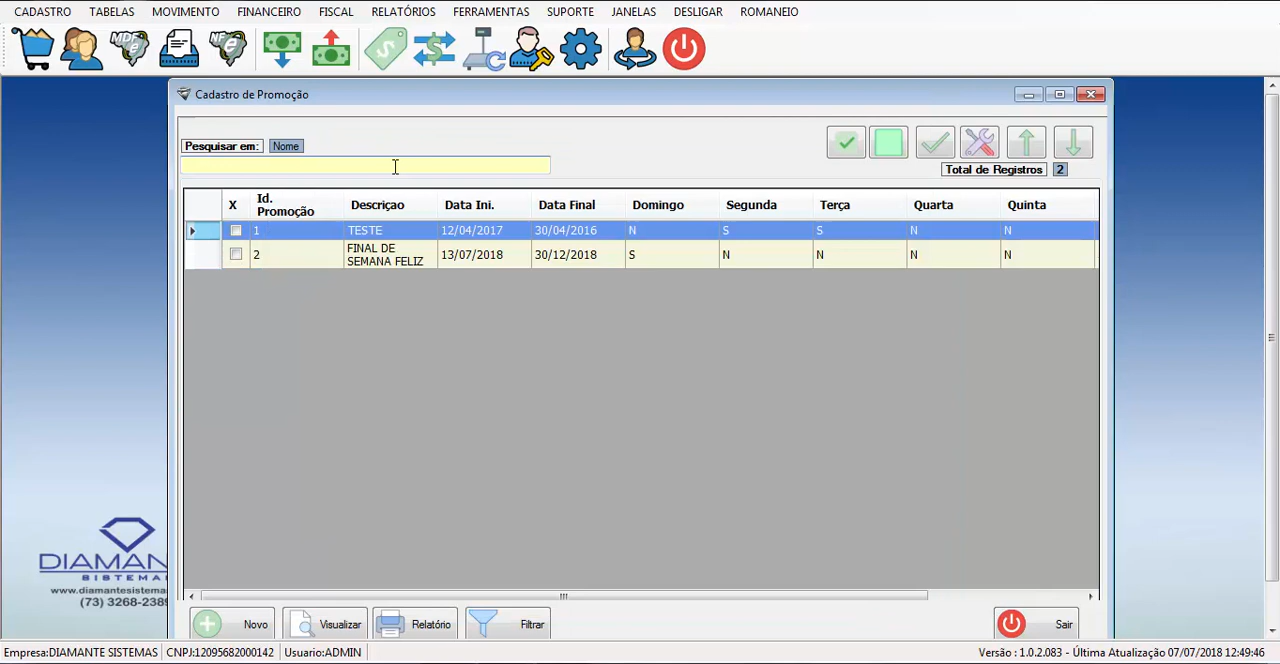 CADASTRO TABELAS MOVIMENTO FINANCEIRO FISCAL RELATÓRIOS FERRAMENTAS SUPORTE JANELAS DESLIGAR ROMANEIO
MDF
e
NF
e
Cadastro de Promoção
Pesquisar em: Nome
Total de Registros 2
X Id. Promoção Descriçao Data Ini. Data Final Domingo Segunda Terça Quarta Quinta
1 TESTE 12/04/2017 30/04/2016 N S S N N
2 FINAL DE SEMANA FELIZ 13/07/2018 30/12/2018 S N N N N
DIAMAN
SISTEMA
www.diamantesistemas
(73) 3268-2389
Novo Visualizar Relatório Filtrar Sair
Empresa:DIAMANTE SISTEMAS CNPJ:12095682000142 Usuario:ADMIN Versão : 1.0.2.083 - Última Atualização 07/07/2018 12:49:46